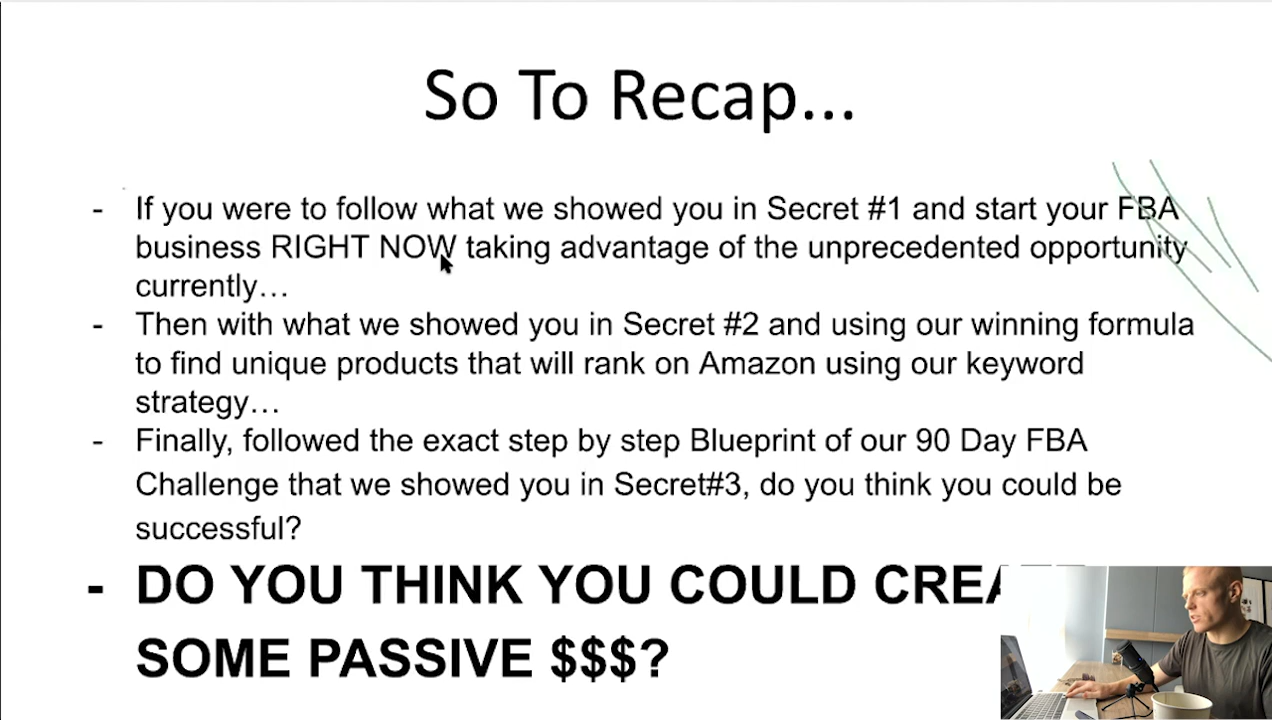 So To Recap...
- If you were to follow what we showed you in Secret #1 and start your FBA
business RIGHT NOW taking advantage of the unprecedented opportunity
currently…
- Then with what we showed you in Secret #2 and using our winning formula
to find unique products that will rank on Amazon using our keyword
strategy…
- Finally, followed the exact step by step Blueprint of our 90 Day FBA
Challenge that we showed you in Secret#3, do you think you could be
successful?
- DO YOU THINK YOU COULD
SOME PASSIVE $$$?